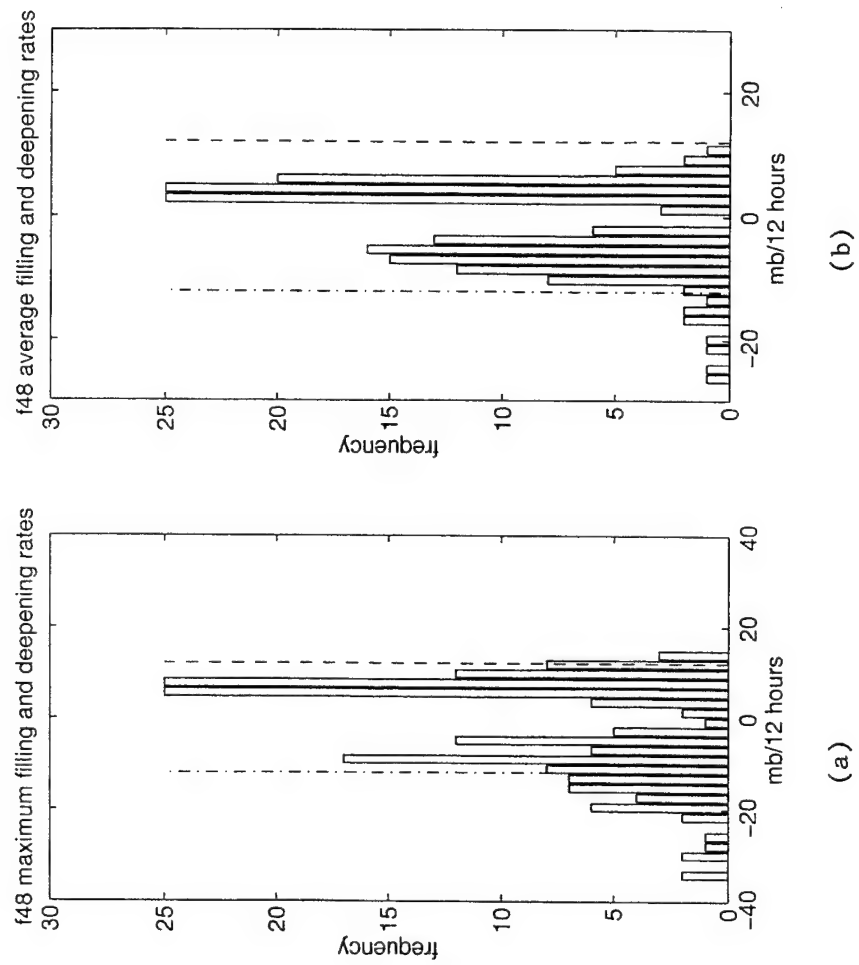 f48 maximum filling and deepening rates
30
25
20
15
10
5
0
frequency
-40
-20
0
20
40
mb/12 hours
(a)
f48 average filling and deepening rates
30
25
20
15
10
5
0
frequency
-20
0
20
mb/12 hours
(b)